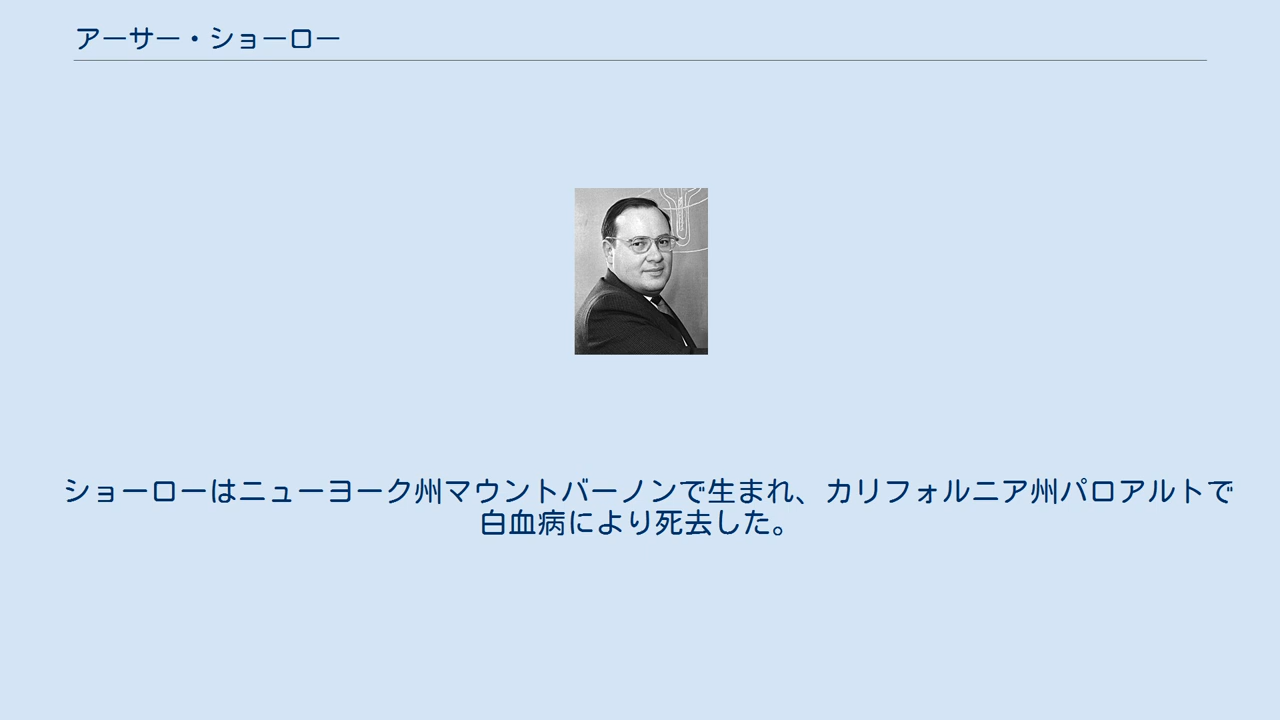 アーサー・ショーロー
ショーローはニューヨーク州マウントバーノンで生まれ、カリフォルニア州パロアルトで
白血病により死去した。